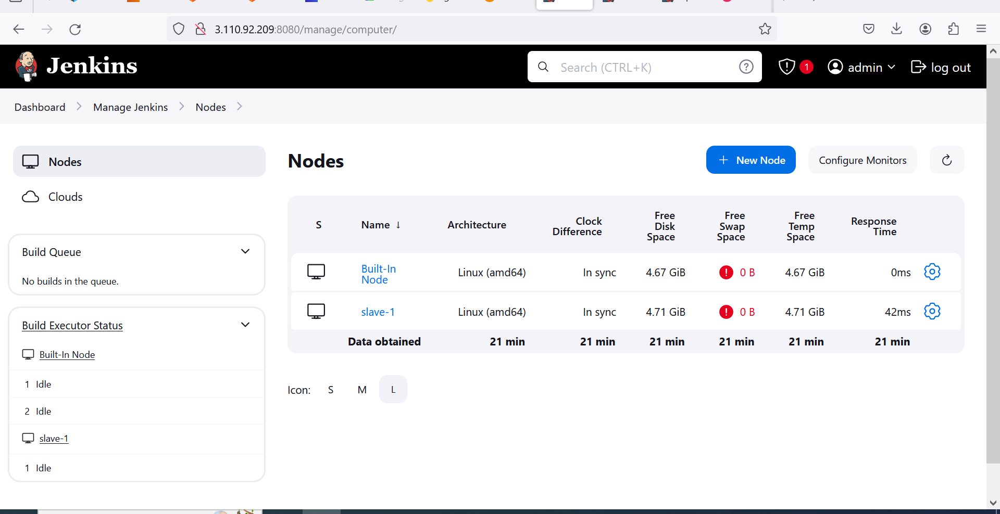 3.110.92.209:8080/manage/computer/
Jenkins
Search (CTRL+K)
1
admin
log out
Dashboard
Manage Jenkins
Nodes
Nodes
Clouds
Build Queue
No builds in the queue.
Build Executor Status
Built-In Node
1 Idle
2 Idle
slave-1
1 Idle
Nodes
+ New Node
Configure Monitors
S
Name ↓
Architecture
Clock
Difference
Free
Disk
Space
Free
Swap
Space
Free
Temp
Space
Response
Time
Built-In
Node
Linux (amd64)
In sync
4.67 GiB
0 B
4.67 GiB
0ms
slave-1
Linux (amd64)
In sync
4.71 GiB
0 B
4.71 GiB
42ms
Data obtained
21 min
21 min
21 min
21 min
21 min
21 min
Icon: S M L